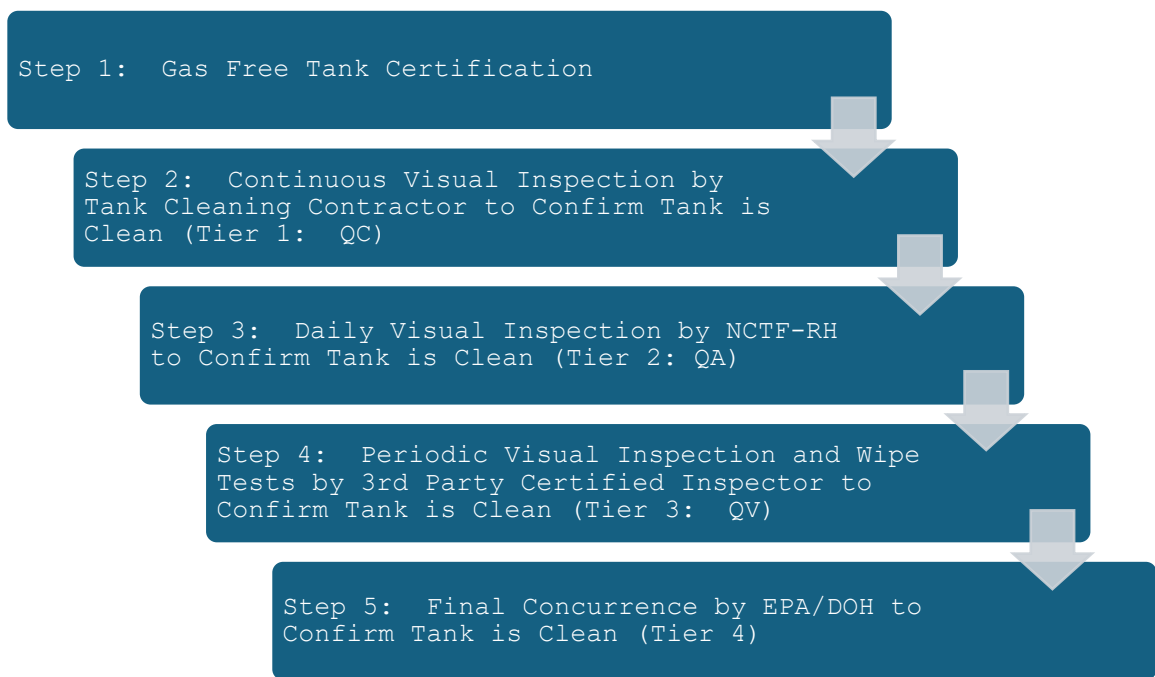 Step 1:  Gas Free Tank Certification
Step 2:  Continuous Visual Inspection by
Tank Cleaning Contractor to Confirm Tank is
Clean (Tier 1:  QC)
Step 3:  Daily Visual Inspection by NCTF-RH
to Confirm Tank is Clean (Tier 2: QA)
Step 4:  Periodic Visual Inspection and Wipe
Tests by 3rd Party Certified Inspector to
Confirm Tank is Clean (Tier 3:  QV)
Step 5:  Final Concurrence by EPA/DOH to
Confirm Tank is Clean (Tier 4)